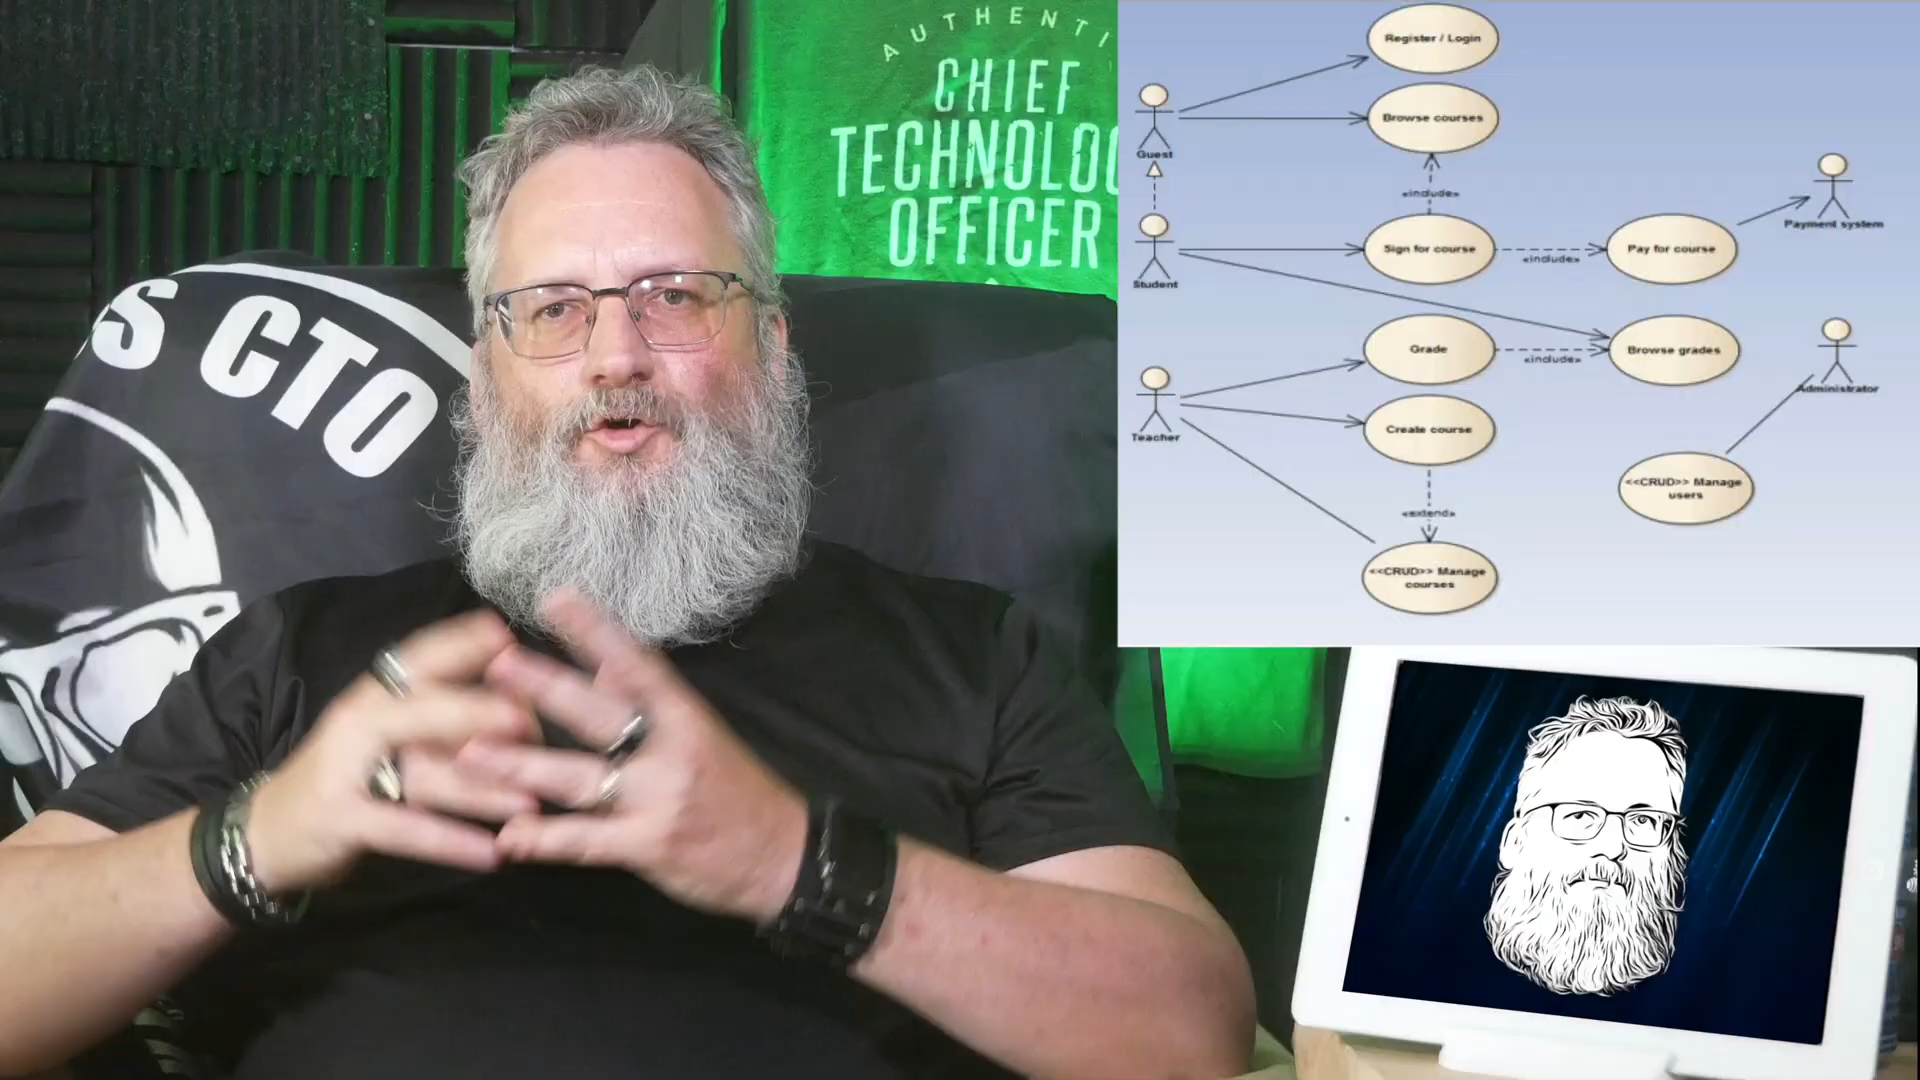 AUTHENTI
CHIEF
TECHNOLOG
OFFICER
S CTO
Register / Login
Browse courses
Guest
«include»
Payment system
Student
Sign for course
«include»
Pay for course
Grade
«include»
Browse grades
Administrator
Teacher
Create course
<<CRUD>> Manage
users
«extend»
<<CRUD>> Manage
courses